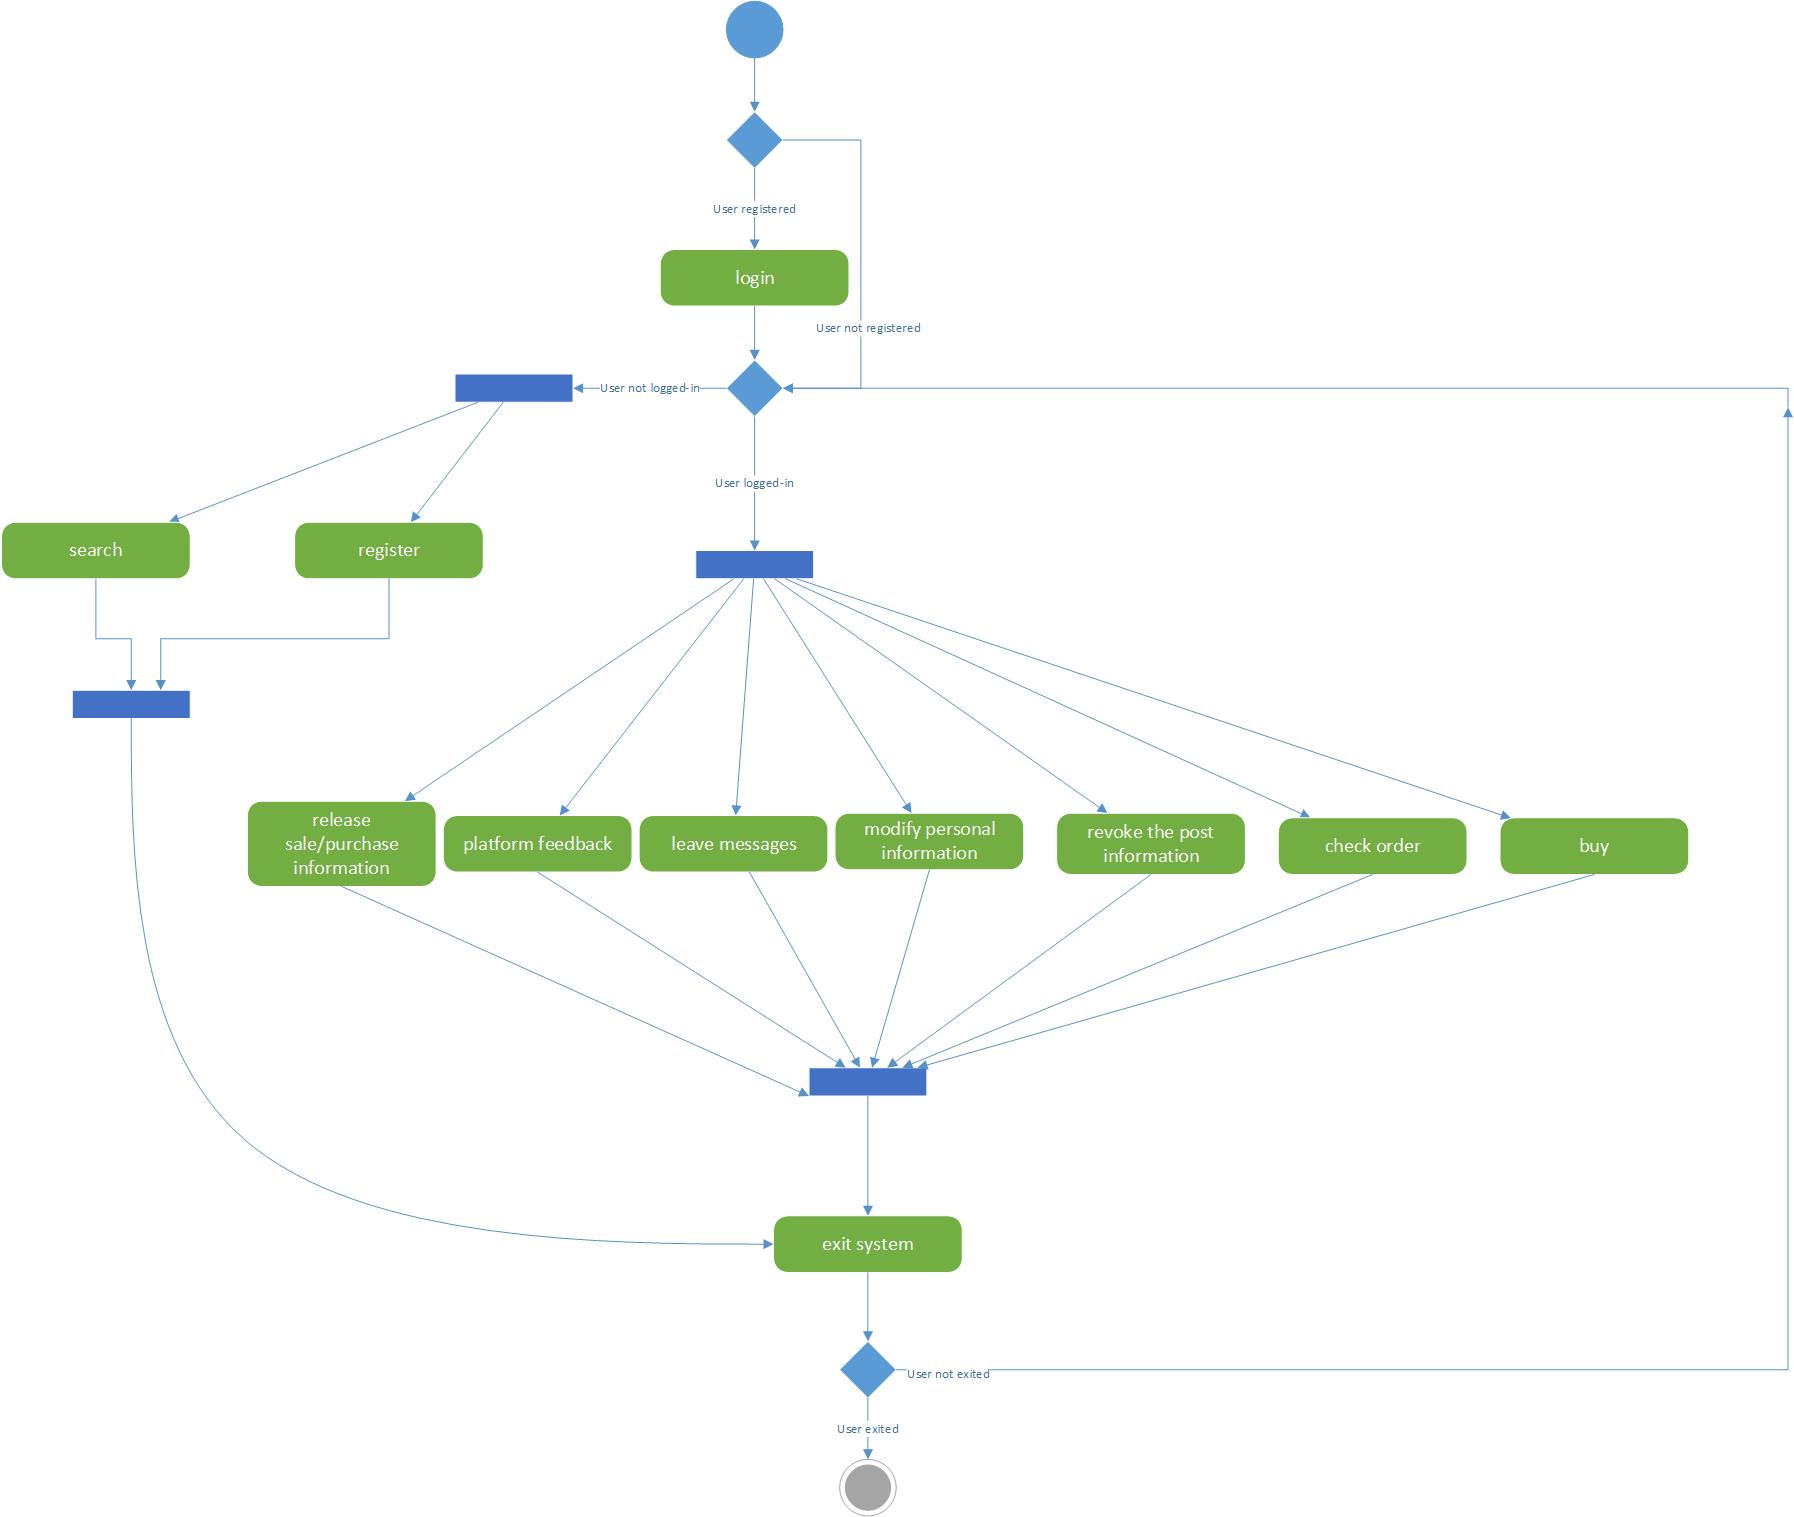 User registered
login
User not registered
User not logged-in
User logged-in
search
register
release
sale/purchase
information
platform feedback
leave messages
modify personal
information
revoke the post
information
check order
buy
exit system
User not exited
User exited